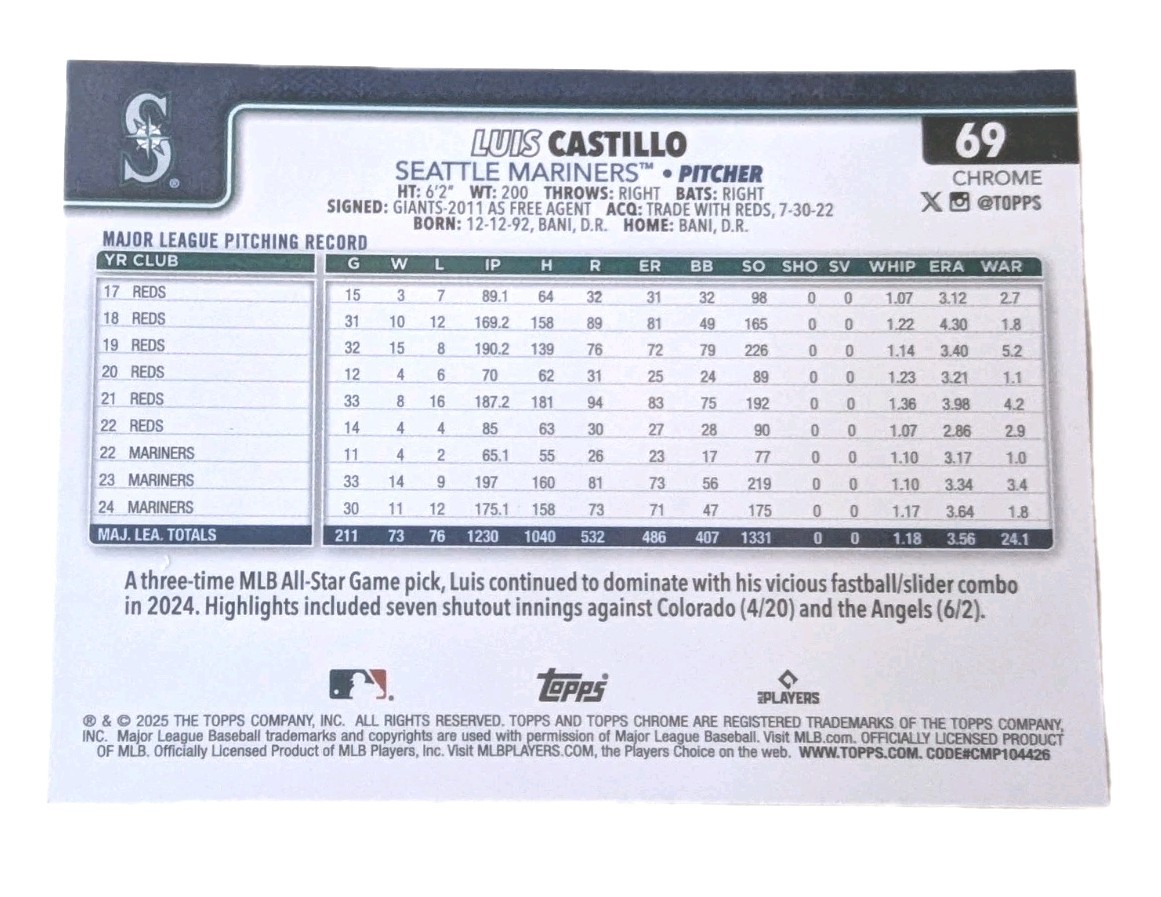 S®
LUIS CASTILLO
SEATTLE MARINERS™ • PITCHER
HT: 6'2" WT: 200 THROWS: RIGHT BATS: RIGHT
SIGNED: GIANTS-2011 AS FREE AGENT ACQ: TRADE WITH REDS, 7-30-22
BORN: 12-12-92, BANI, D.R. HOME: BANI, D.R.
69
CHROME
@TOPPS
MAJOR LEAGUE PITCHING RECORD
YR CLUB G W L IP H R ER BB SO SHO SV WHIP ERA WAR
17 REDS 15 3 7 89.1 64 32 31 32 98 0 0 1.07 3.12 2.7
18 REDS 31 10 12 169.2 158 89 81 49 165 0 0 1.22 4.30 1.8
19 REDS 32 15 8 190.2 139 76 72 79 226 0 0 1.14 3.40 5.2
20 REDS 12 4 6 70 62 31 25 24 89 0 0 1.23 3.21 1.1
21 REDS 33 8 16 187.2 181 94 83 75 192 0 0 1.36 3.98 4.2
22 REDS 14 4 4 85 63 30 27 28 90 0 0 1.07 2.86 2.9
22 MARINERS 11 4 2 65.1 55 26 23 17 77 0 0 1.10 3.17 1.0
23 MARINERS 33 14 9 197 160 81 73 56 219 0 0 1.10 3.34 3.4
24 MARINERS 30 11 12 175.1 158 73 71 47 175 0 0 1.17 3.64 1.8
MAJ. LEA. TOTALS 211 73 76 1230 1040 532 486 407 1331 0 0 1.18 3.56 24.1
A three-time MLB All-Star Game pick, Luis continued to dominate with his vicious fastball/slider combo
in 2024. Highlights included seven shutout innings against Colorado (4/20) and the Angels (6/2).
Topps
PLAYERS
® & © 2025 THE TOPPS COMPANY, INC. ALL RIGHTS RESERVED. TOPPS AND TOPPS CHROME ARE REGISTERED TRADEMARKS OF THE TOPPS COMPANY,
INC. Major League Baseball trademarks and copyrights are used with permission of Major League Baseball. Visit MLB.com. OFFICIALLY LICENSED PRODUCT
OF MLB. Officially Licensed Product of MLB Players, Inc. Visit MLBPLAYERS.COM, the Players Choice on the web. WWW.TOPPS.COM. CODE#CMP104426